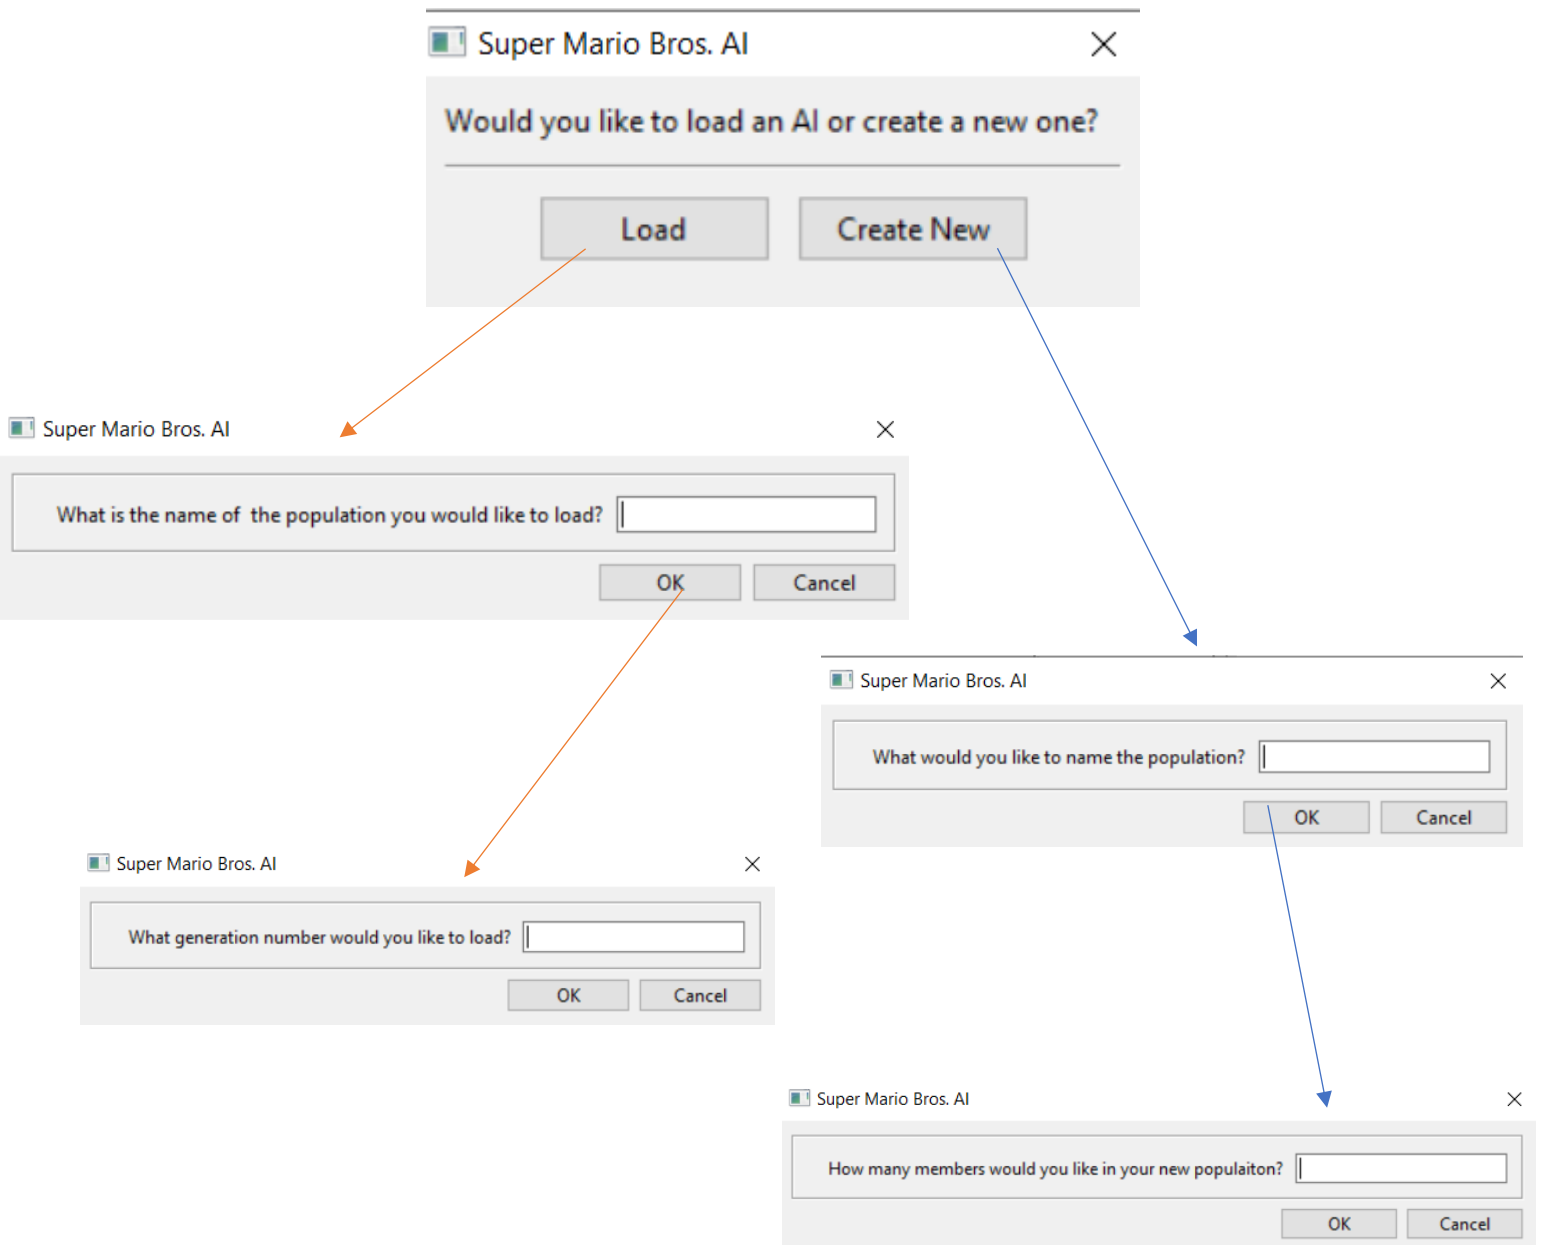 Super Mario Bros. AI
Would you like to load an AI or create a new one?
Load
Create New
Super Mario Bros. AI
What is the name of  the population you would like to load?
OK
Cancel
Super Mario Bros. AI
What would you like to name the population?
OK
Cancel
Super Mario Bros. AI
What generation number would you like to load?
OK
Cancel
Super Mario Bros. AI
How many members would you like in your new populaiton?
OK
Cancel